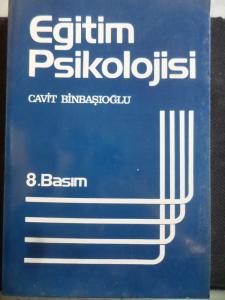 Eğitim
Psikolojisi
CAVİT BİNBAŞIOĞLU
8.Basım